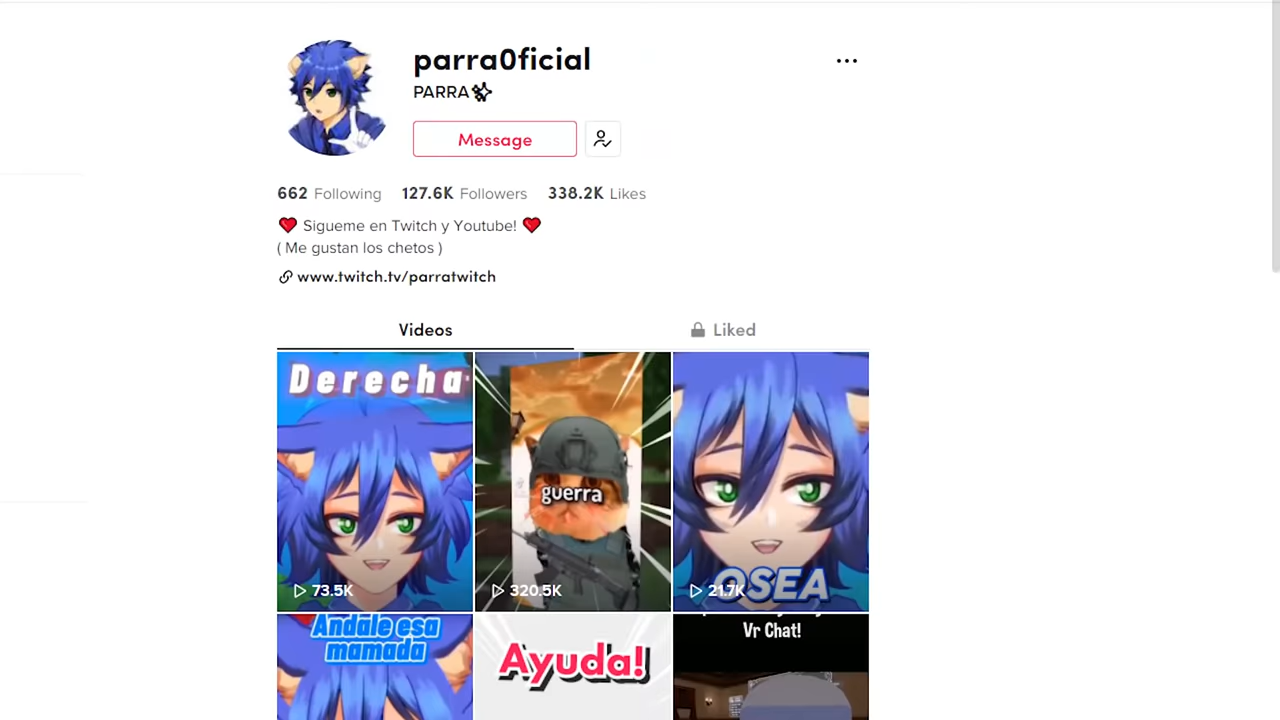 parra0ficial
PARRA
Message
662 Following 127.6K Followers 338.2K Likes
Sigueme en Twitch y Youtube!
( Me gustan los chetos )
www.twitch.tv/parratwitch
Videos Liked
Derecha
guerra
OSEA
73.5K 320.5K 21.7K
Andale esa
mamada
Ayuda!
Vr Chat!